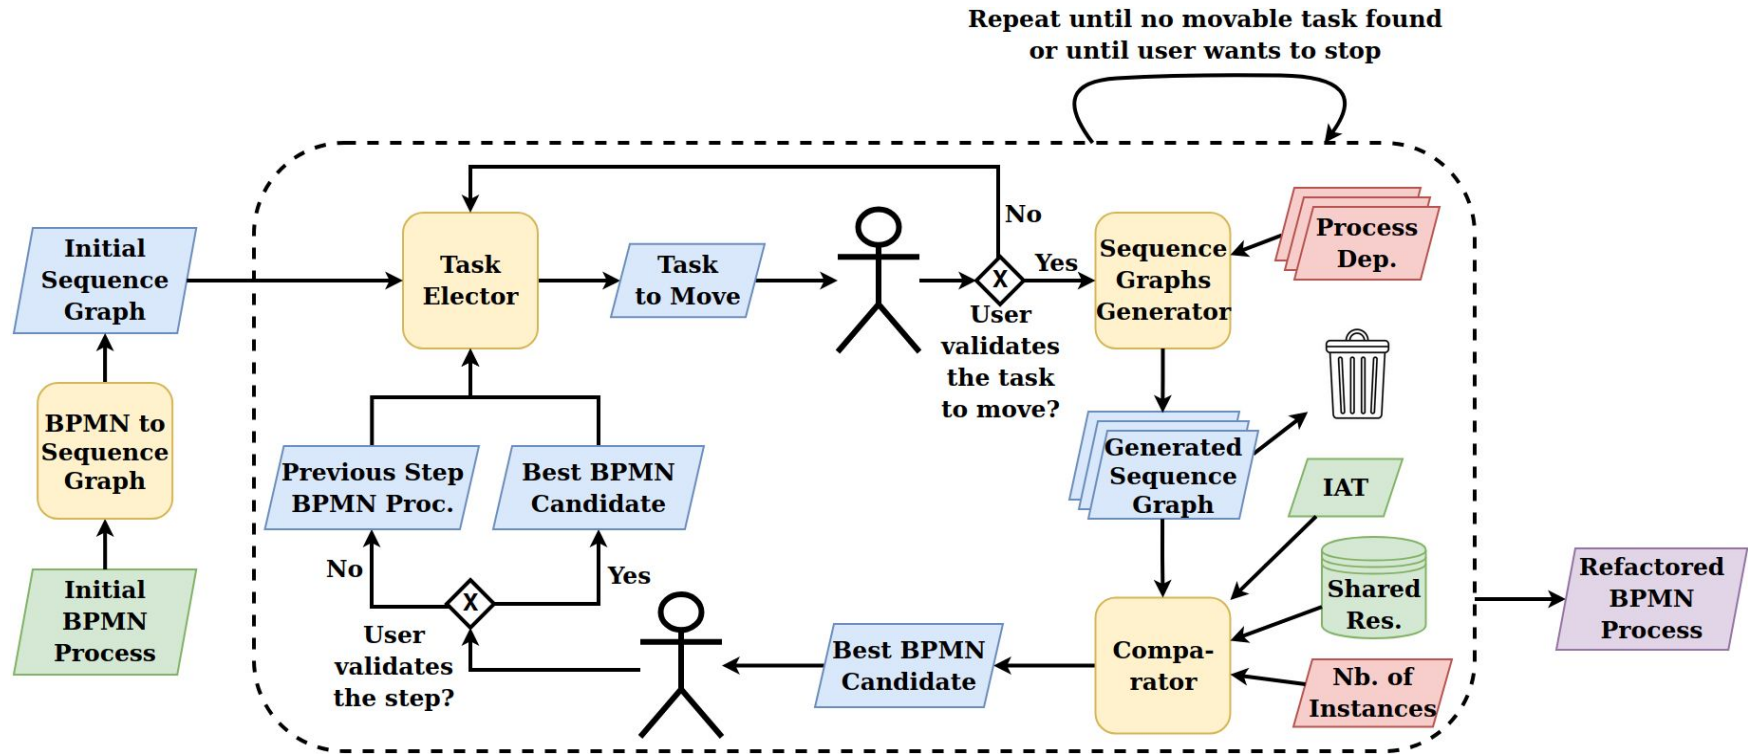 Repeat until no movable task found
or until user wants to stop
Initial
Sequence
Graph
BPMN to
Sequence
Graph
Initial
BPMN
Process
Task
Elector
Task
to Move
No
X
Yes
User
validates
the task
to move?
Sequence
Graphs
Generator
Process
Dep.
Generated
Sequence
Graph
IAT
Shared
Res.
Nb. of
Instances
Compa-
rator
Best BPMN
Candidate
User
validates
the step?
X
No
Yes
Previous Step
BPMN Proc.
Best BPMN
Candidate
Refactored
BPMN
Process